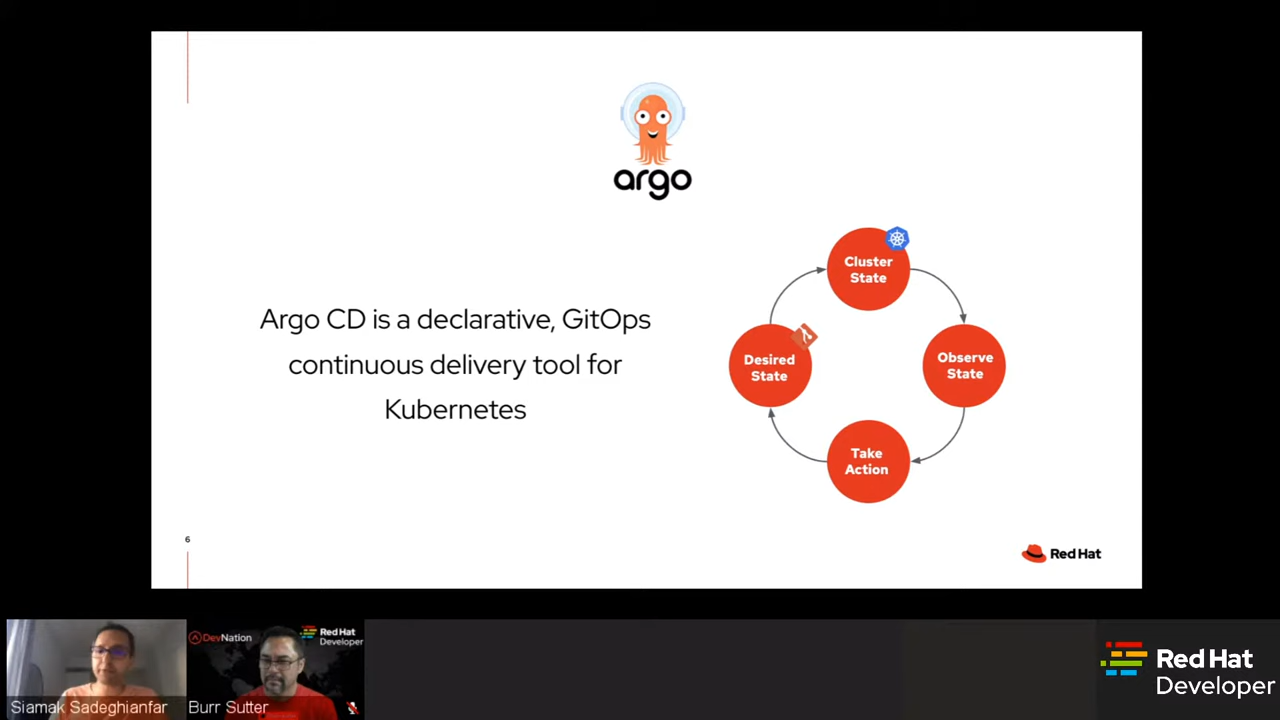 argo
Argo CD is a declarative, GitOps
continuous delivery tool for
Kubernetes
Cluster
State
Desired
State
Observe
State
Take
Action
6
Red Hat
DevNation
Red Hat
Developer
Siamak Sadeghianfar
Burr Sutter
Red Hat
Developer